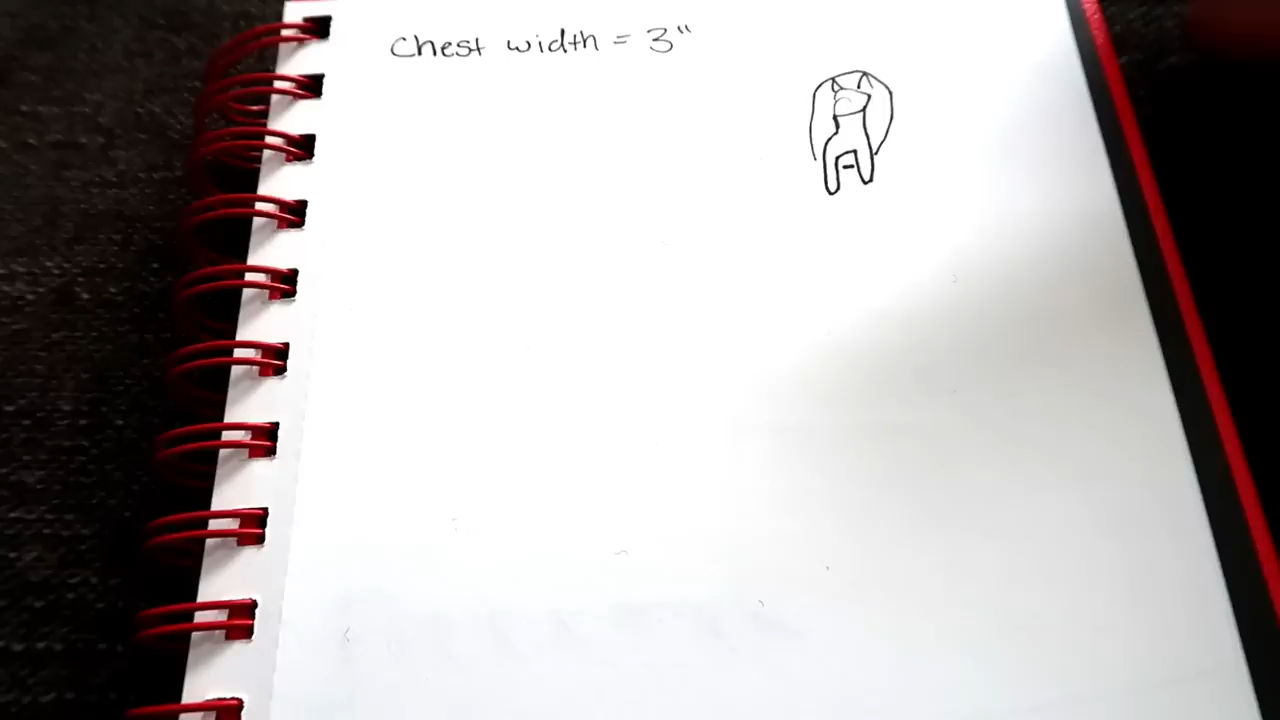 Chest width = 3"